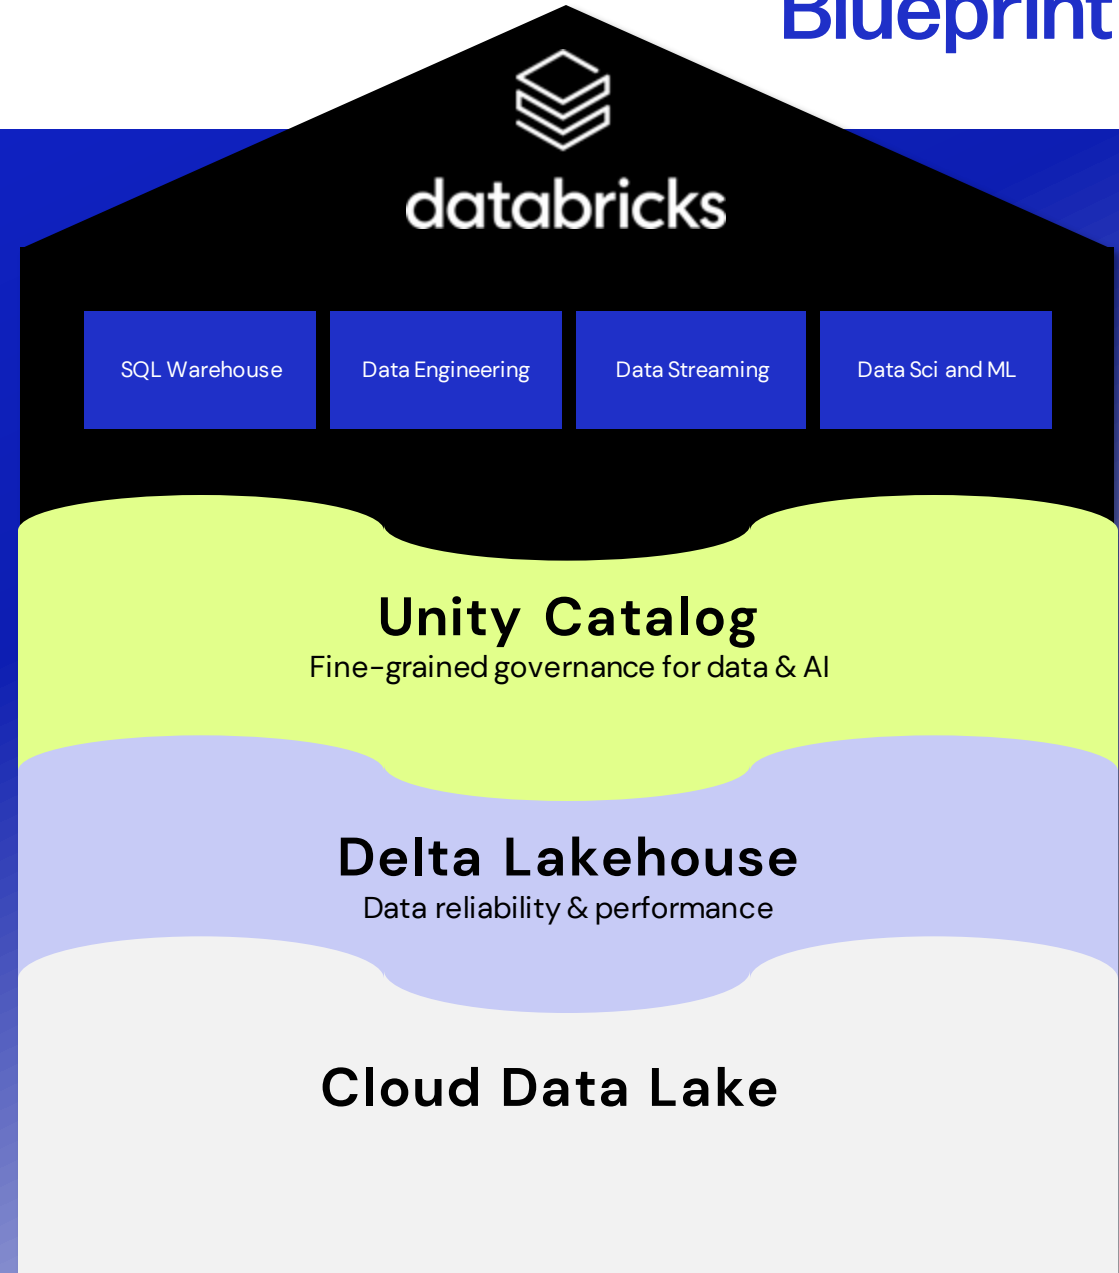 Blueprint
databricks
SQL Warehouse
Data Engineering
Data Streaming
Data Sci and ML
Unity Catalog
Fine-grained governance for data & AI
Delta Lakehouse
Data reliability & performance
Cloud Data Lake